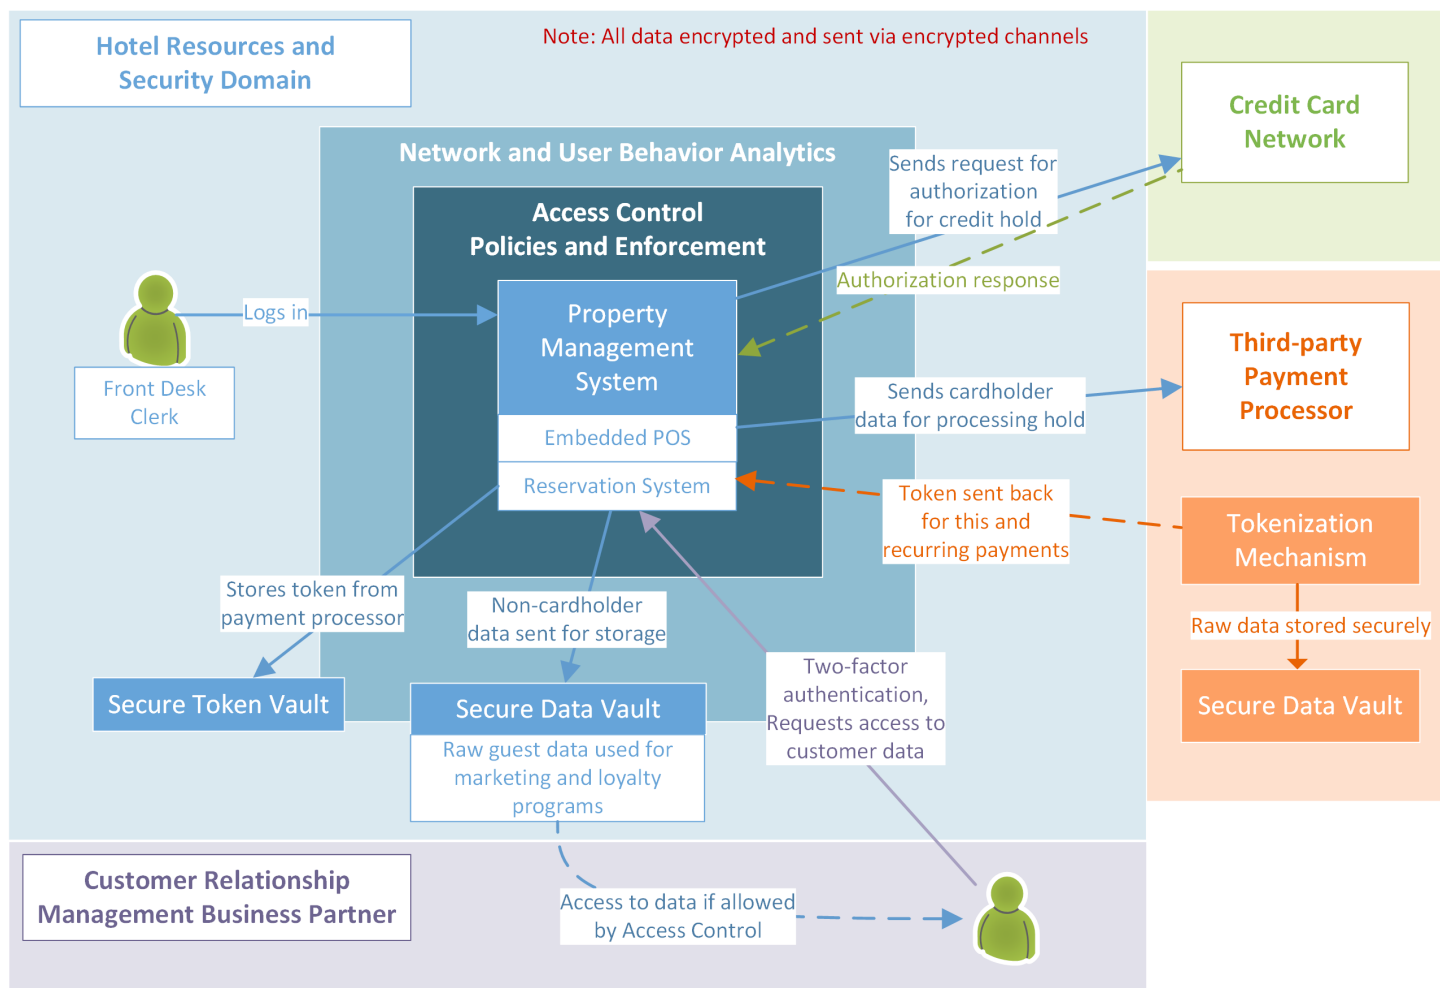 Hotel Resources and
Security Domain
Note: All data encrypted and sent via encrypted channels
Credit Card
Network
Network and User Behavior Analytics
Sends request for
authorization
for credit hold
Access Control
Policies and Enforcement
Authorization response
Logs in
Property
Management
System
Front Desk
Clerk
Third-party
Payment
Processor
Sends cardholder
data for processing hold
Embedded POS
Reservation System
Token sent back
for this and
recurring payments
Tokenization
Mechanism
Stores token from
payment processor
Non-cardholder
data sent for storage
Raw data stored securely
Two-factor
authentication,
Requests access to
customer data
Secure Token Vault
Secure Data Vault
Raw guest data used for
marketing and loyalty
programs
Secure Data Vault
Customer Relationship
Management Business Partner
Access to data if allowed
by Access Control